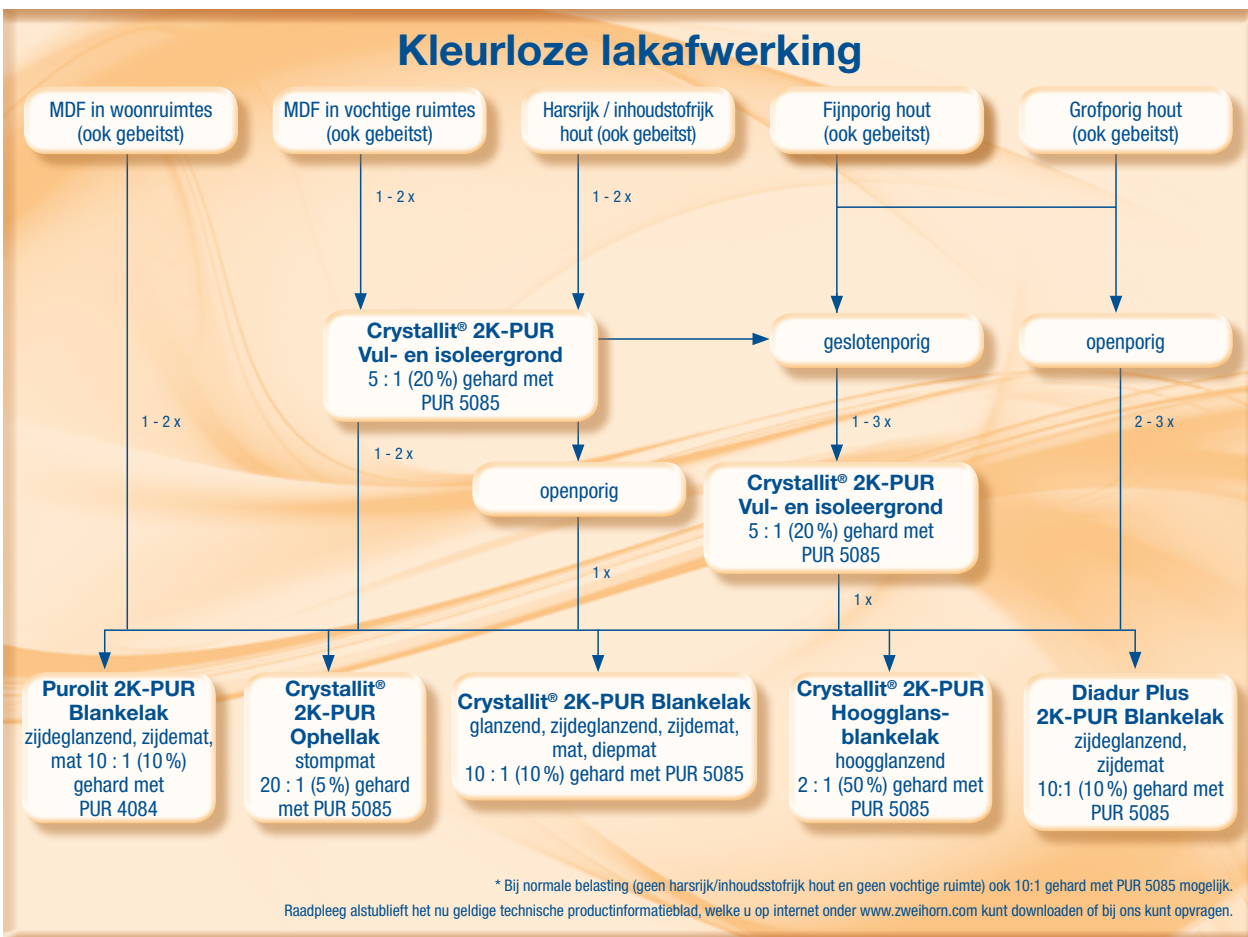 Kleurloze lakafwerking
MDF in woonruimtes
(ook gebeitst)
MDF in vochtige ruimtes
(ook gebeitst)
Harsrijk / inhoudstofrijk
hout (ook gebeitst)
Fijnporig hout
(ook gebeitst)
Grofporig hout
(ook gebeitst)
1 - 2 x
1 - 2 x
Crystallit® 2K-PUR
Vul- en isoleergrond
5 : 1 (20 %) gehard met
PUR 5085
geslotenporig
openporig
1 - 2 x
1 - 2 x
1 - 3 x
2 - 3 x
openporig
Crystallit® 2K-PUR
Vul- en isoleergrond
5 : 1 (20 %) gehard met
PUR 5085
1 x
1 x
Purolit 2K-PUR
Blankelak
zijdeglanzend, zijdemat,
mat 10 : 1 (10 %)
gehard met
PUR 4084
Crystallit®
2K-PUR
Ophellak
stompmat
20 : 1 (5 %) gehard
met PUR 5085
Crystallit® 2K-PUR Blankelak
glanzend, zijdeglanzend, zijdemat,
mat, diepmat
10 : 1 (10 %) gehard met PUR 5085
Crystallit® 2K-PUR
Hoogglans-
blankelak
hoogglanzend
2 : 1 (50 %) gehard met
PUR 5085
Diadur Plus
2K-PUR Blankelak
zijdeglanzend,
zijdemat
10:1 (10 %) gehard met
PUR 5085
* Bij normale belasting (geen harsrijk/inhoudsstofrijk hout en geen vochtige ruimte) ook 10:1 gehard met PUR 5085 mogelijk.
Raadpleeg alstublieft het nu geldige technische productinformatieblad, welke u op internet onder www.zweihorn.com kunt downloaden of bij ons kunt opvragen.